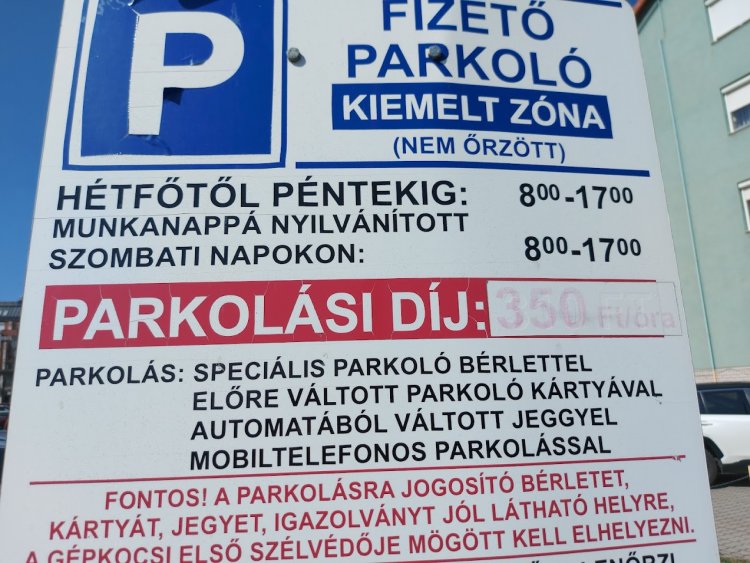 P
FIZETŐ
PARKOLÓ
KIEMELT ZÓNA
(NEM ŐRZÖTT)
HÉTFŐTŐL PÉNTEKIG: 8⁰⁰-17⁰⁰
MUNKANAPPÁ NYILVÁNÍTOTT
SZOMBATI NAPOKON: 8⁰⁰-17⁰⁰
PARKOLÁSI DÍJ: 350 Ft/óra
PARKOLÁS: SPECIÁLIS PARKOLÓ BÉRLETTEL
ELŐRE VÁLTOTT PARKOLÓ KÁRTYÁVAL
AUTOMATÁBÓL VÁLTOTT JEGGYEL
MOBILTELEFONOS PARKOLÁSSAL
FONTOS! A PARKOLÁSRA JOGOSÍTÓ BÉRLETET,
KÁRTYÁT, JEGYET, IGAZOLVÁNYT JÓL LÁTHATÓ HELYRE,
A GÉPKOCSI ELSŐ SZÉLVÉDŐJE MÖGÖTT KELL ELHELYEZNI.